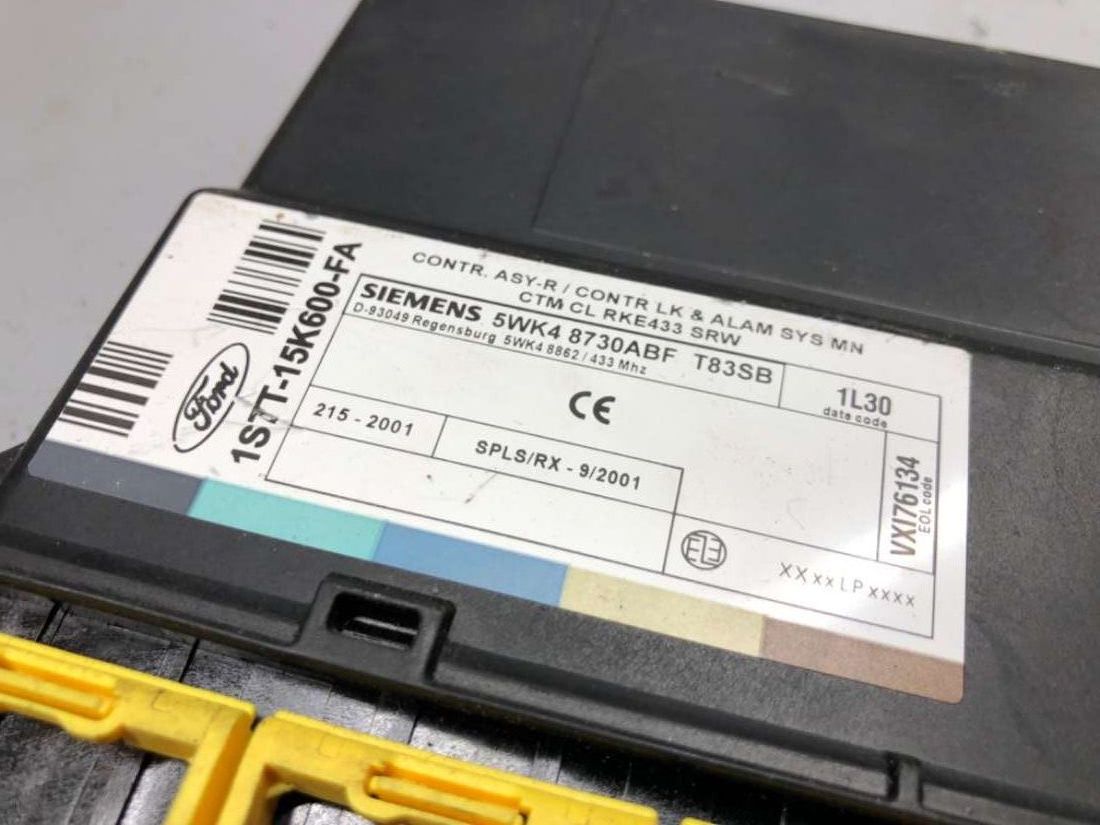 CONTR. ASY-R / CONTR LK & ALAM SYS MN
CTM CL RKE433 SRW
SIEMENS 5WK4 8730ABF T83SB
D-93049 Regensburg 5WK4 8862 / 433 Mhz
1L30
date code
CE
215 - 2001
SPLS/RX - 9/2001
VXI76134
EOL code
XXxxLPxxxx
Ford
1S7T-15K600-FA